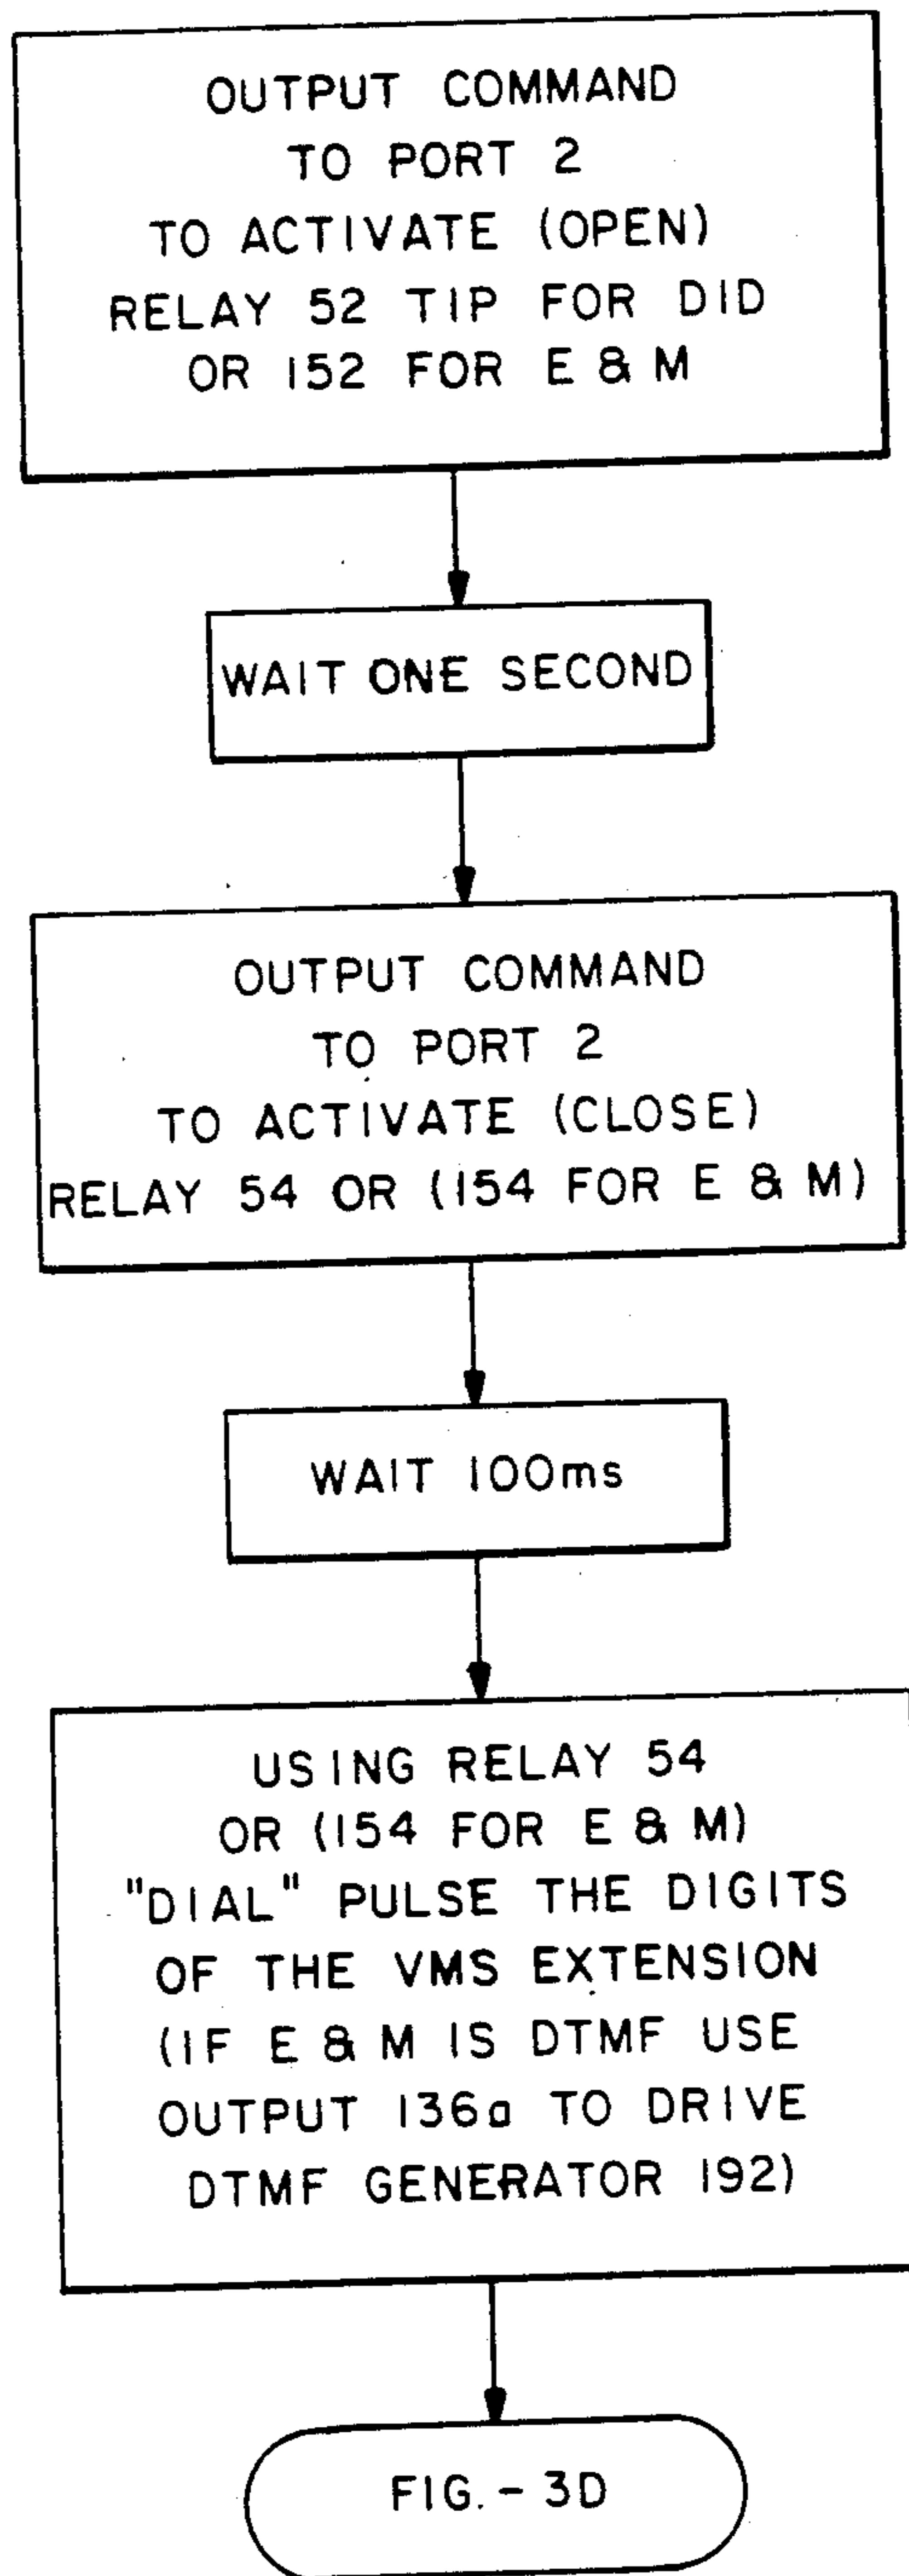 OUTPUT COMMAND
TO PORT 2
TO ACTIVATE (OPEN)
RELAY 52 TIP FOR DID
OR 152 FOR E & M
WAIT ONE SECOND
OUTPUT COMMAND
TO PORT 2
TO ACTIVATE (CLOSE)
RELAY 54 OR (154 FOR E & M)
WAIT 100ms
USING RELAY 54
OR (154 FOR E & M)
"DIAL" PULSE THE DIGITS
OF THE VMS EXTENSION
(IF E & M IS DTMF USE
OUTPUT 136a TO DRIVE
DTMF GENERATOR 192)
FIG.-3D